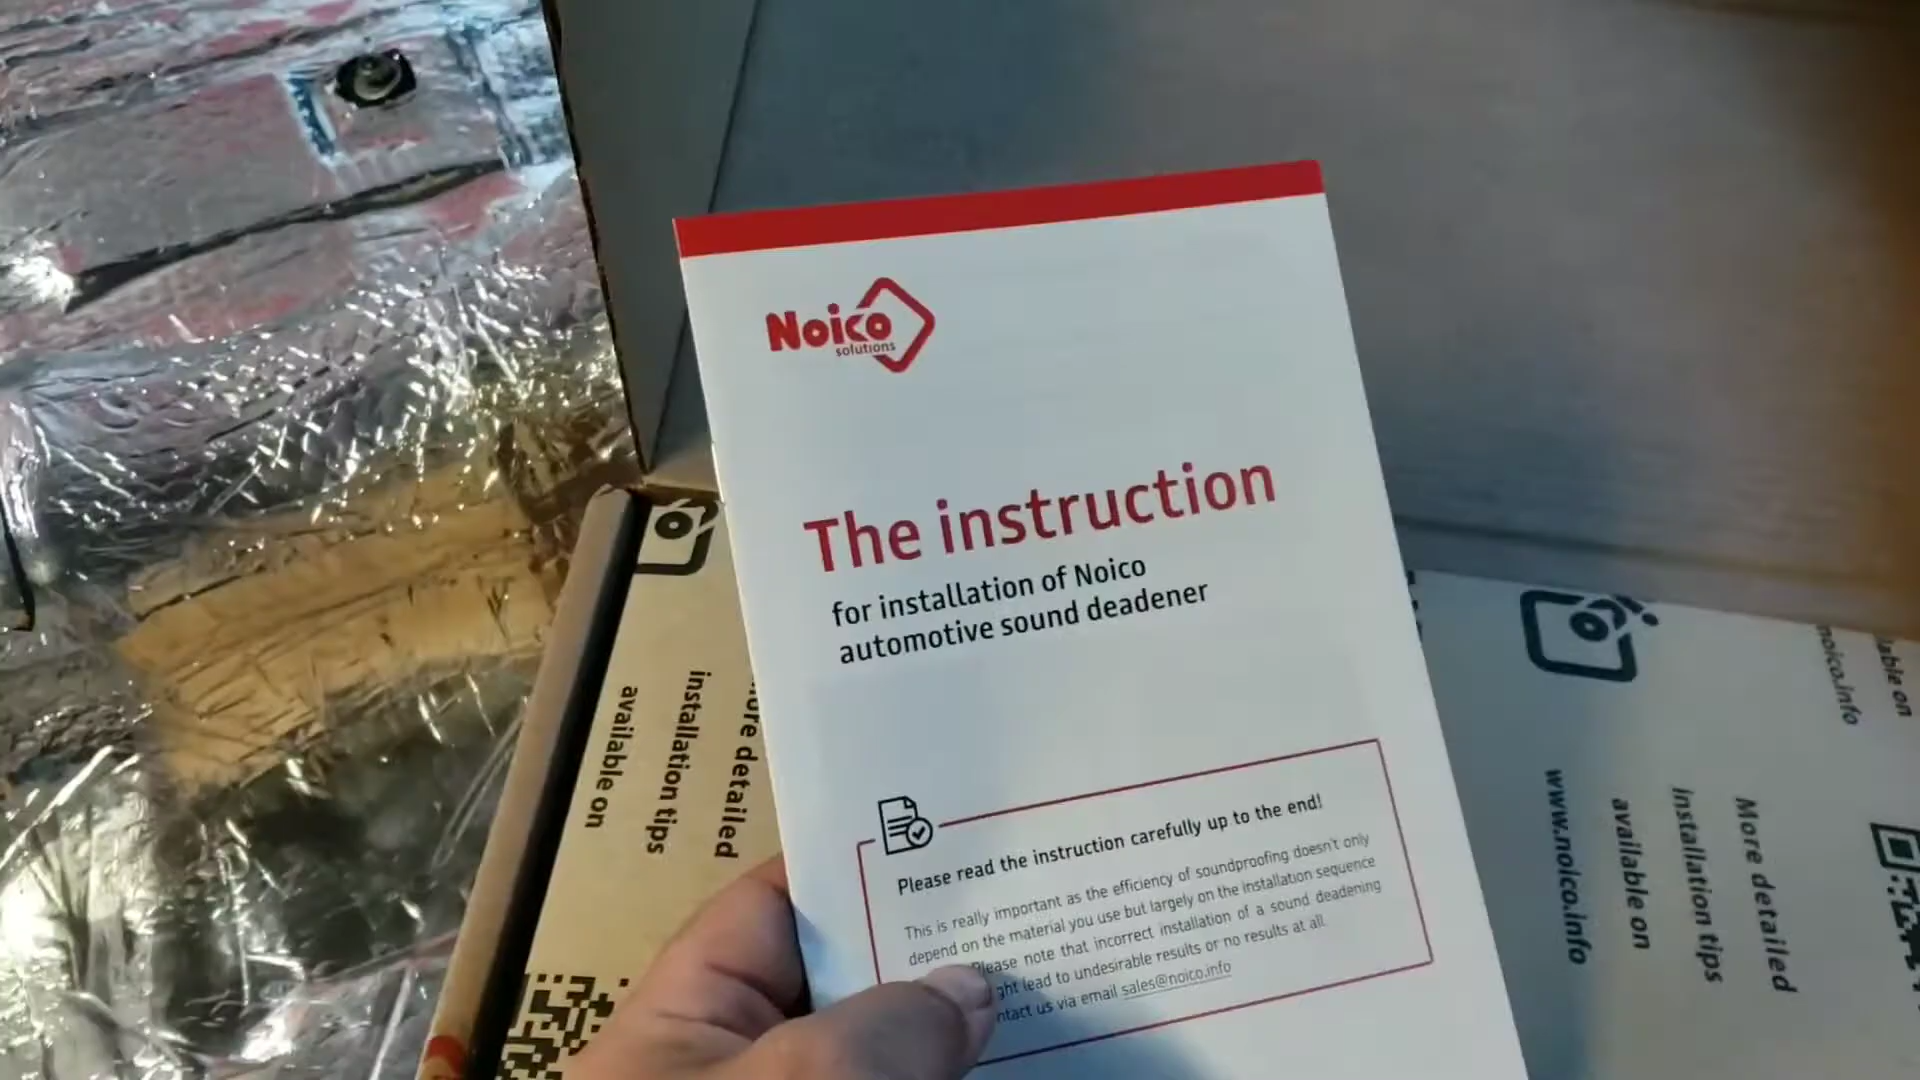 Noico
solutions
The instruction
for installation of Noico
automotive sound deadener
Please read the instruction carefully up to the end!
This is really important as the efficiency of soundproofing doesn't only
depend on the material you use but largely on the installation sequence
Please note that incorrect installation of a sound deadening
lead to undesirable results or no results at all
us via email sales@noico.info
detailed
installation tips
available on
More detailed
installation tips
available on
www.noico.info
on
noico.info